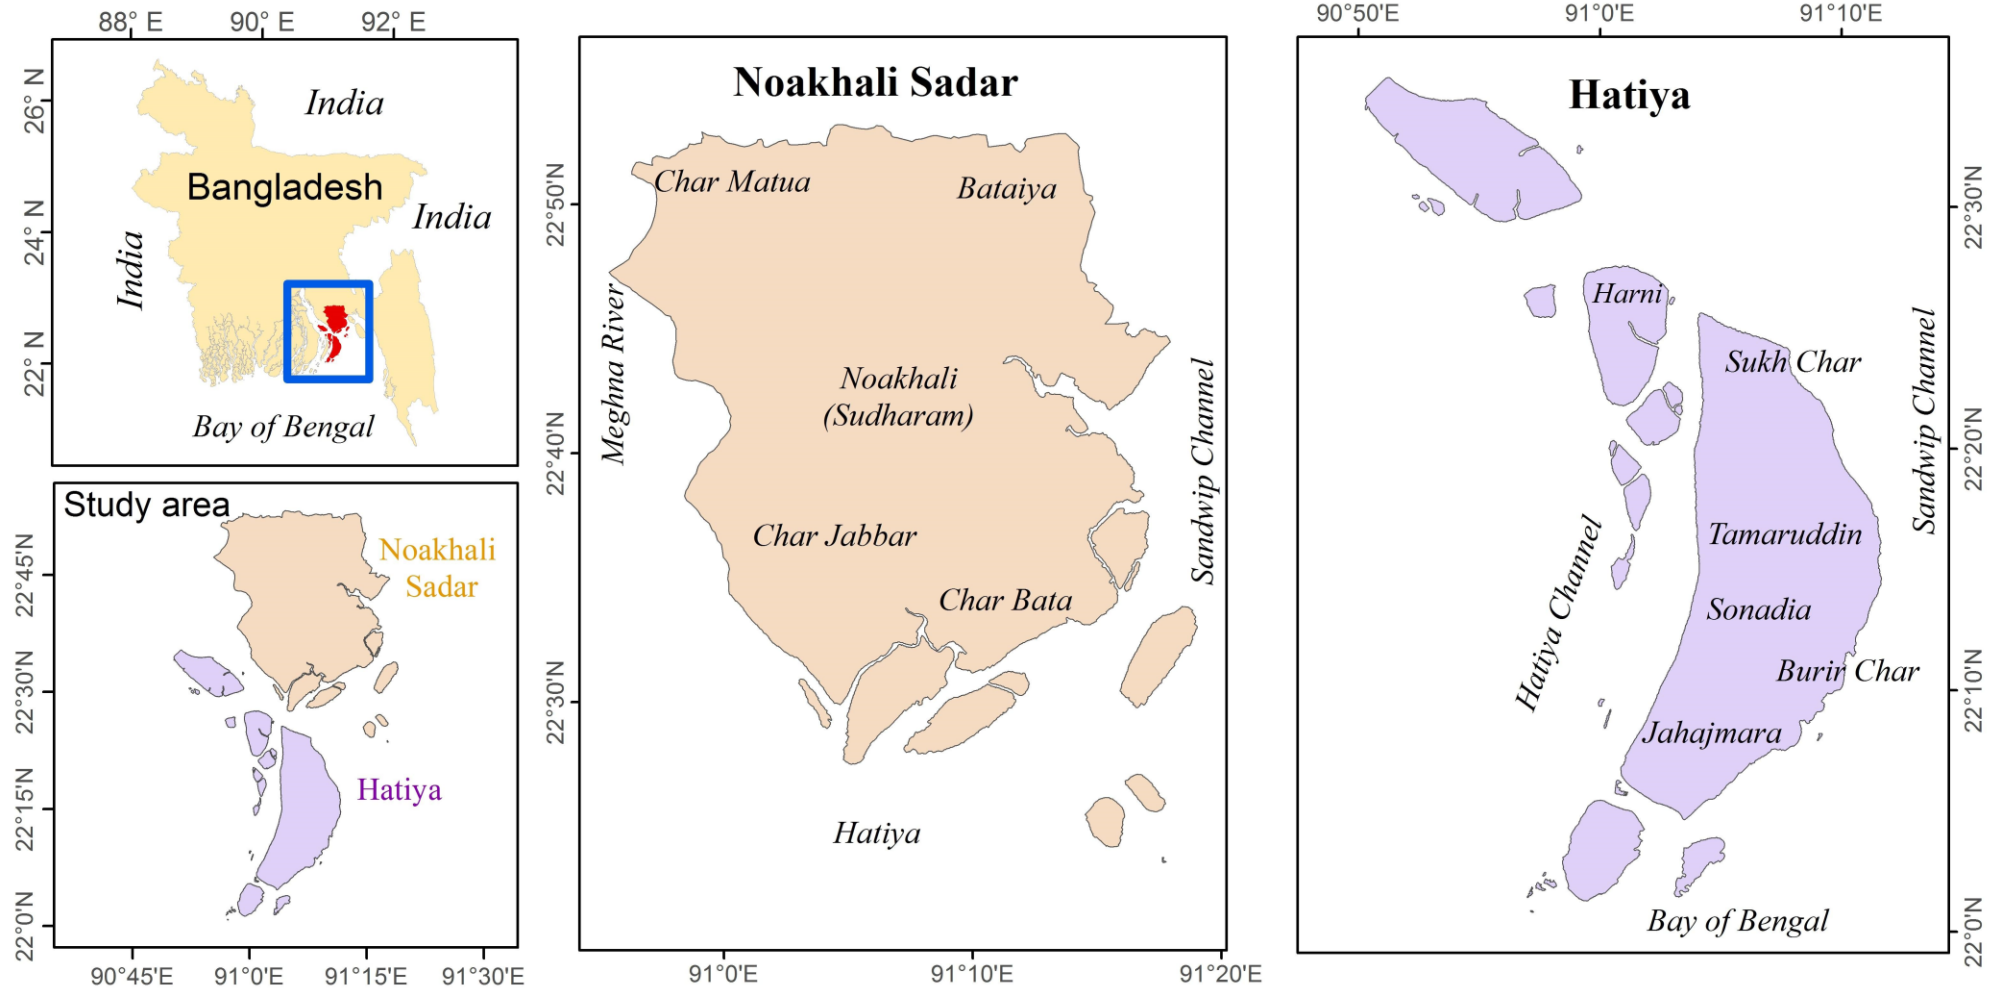 88° E
90° E
92° E
26° N
24° N
22° N
India
Bangladesh
India
India
Bay of Bengal
Study area
Noakhali
Sadar
Hatiya
22°45'N
22°30'N
22°15'N
22°0'N
90°45'E
91°0'E
91°15'E
91°30'E
Noakhali Sadar
Char Matua
Bataiya
Meghna River
Noakhali
(Sudharam)
Sandwip Channel
Char Jabbar
Char Bata
Hatiya
22°50'N
22°40'N
22°30'N
91°0'E
91°10'E
91°20'E
90°50'E
91°0'E
91°10'E
Hatiya
Harni
Sukh Char
Sandwip Channel
Tamaruddin
Hatiya Channel
Sonadia
Burir Char
Jahajmara
Bay of Bengal
22°30'N
22°20'N
22°10'N
22°0'N